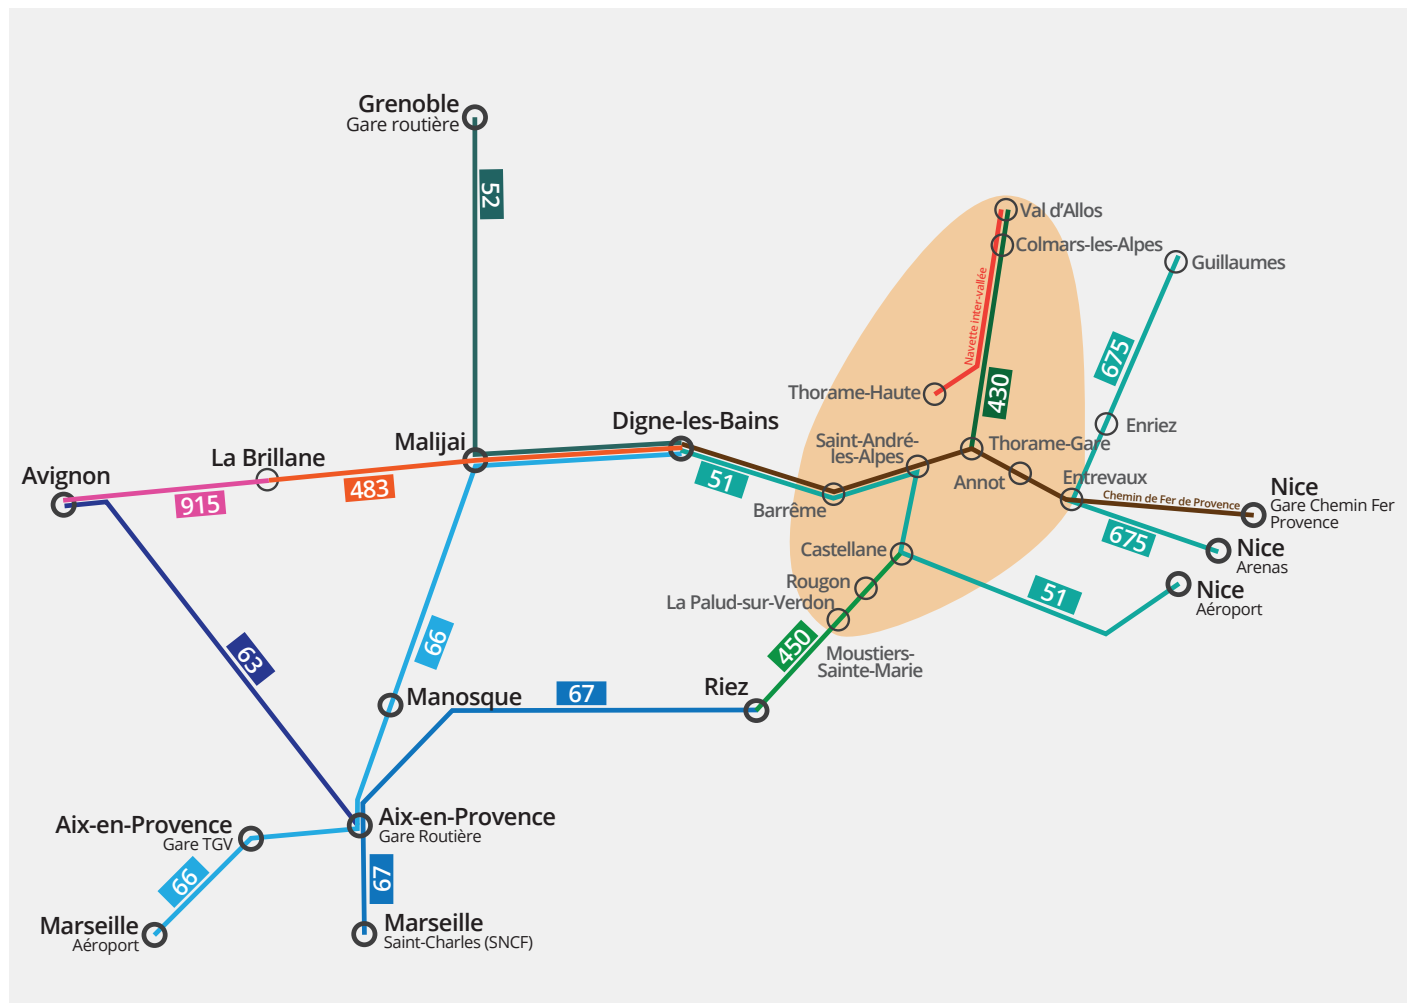 Grenoble
Gare routière
52
Val d'Allos
Colmars-les-Alpes
Guillaumes
Navette inter-vallée
675
Thorame-Haute
430
Digne-les-Bains
Enriez
Saint-André-
les-Alpes
Thorame-Gare
Malijai
La Brillane
Avignon
915
483
51
Barrême
Annot
Entrevaux
Chemin de Fer de Provence
Nice
Gare Chemin Fer
Provence
675
Nice
Arenas
Castellane
Rougon
La Palud-sur-Verdon
51
Nice
Aéroport
63
66
450
Moustiers-
Sainte-Marie
Manosque
67
Riez
Aix-en-Provence
Gare TGV
Aix-en-Provence
Gare Routière
66
67
Marseille
Aéroport
Marseille
Saint-Charles (SNCF)